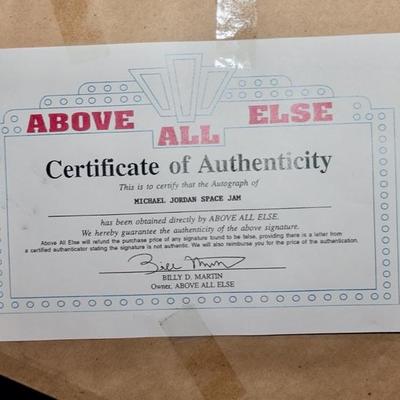 ABOVE ALL ELSE
Certificate of Authenticity
This is to certify that the Autograph of
MICHAEL JORDAN SPACE JAM
has been obtained directly by ABOVE ALL ELSE.
We hereby guarantee the authenticity of the above signature.
Above All Else will refund the purchase price of any signature found to be false, providing there is a letter from
a certified authenticator stating the signature is not authentic. We will also reimburse you for the price of the authentication.
Bill Martin
BILLY D. MARTIN
Owner, ABOVE ALL ELSE